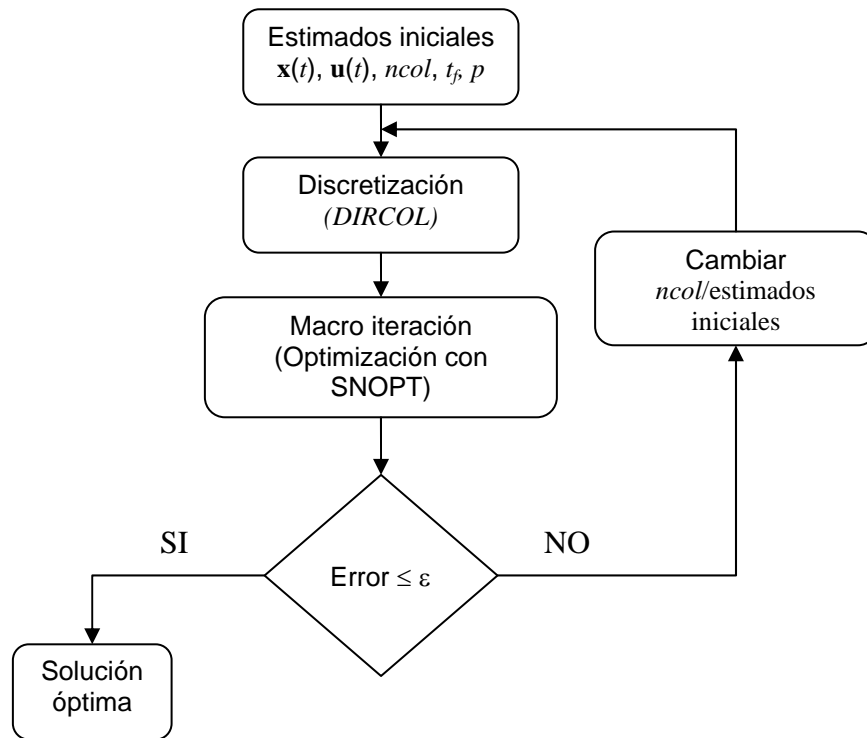 Estimados iniciales
x(t), u(t), ncol, t_f, p
Discretización
(DIRCOL)
Cambiar
ncol/estimados
iniciales
Macro iteración
(Optimización con
SNOPT)
SI
NO
Error ≤ ε
Solución
óptima